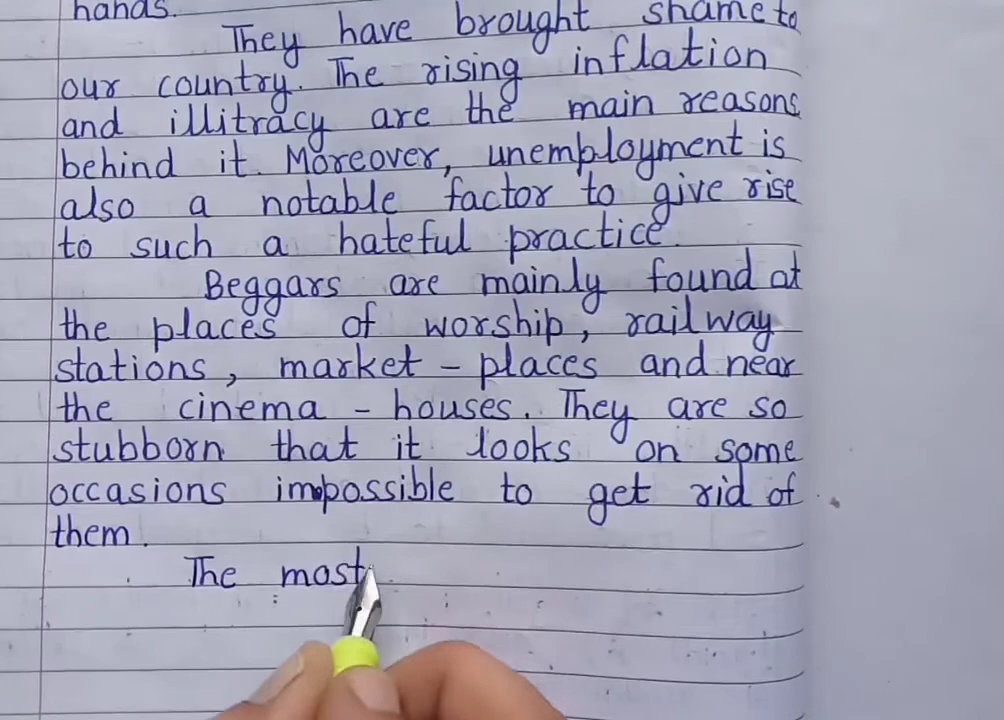 hands.
They have brought shame to
our country. The rising inflation
and illitracy are the main reasons
behind it. Moreover, unemployment is
also a notable factor to give rise
to such a hateful practice
Beggars are mainly found at
the places of worship, railway
stations, market - places and near
the cinema - houses. They are so
stubborn that it looks on some
occasions impossible to get rid of
them.
The most